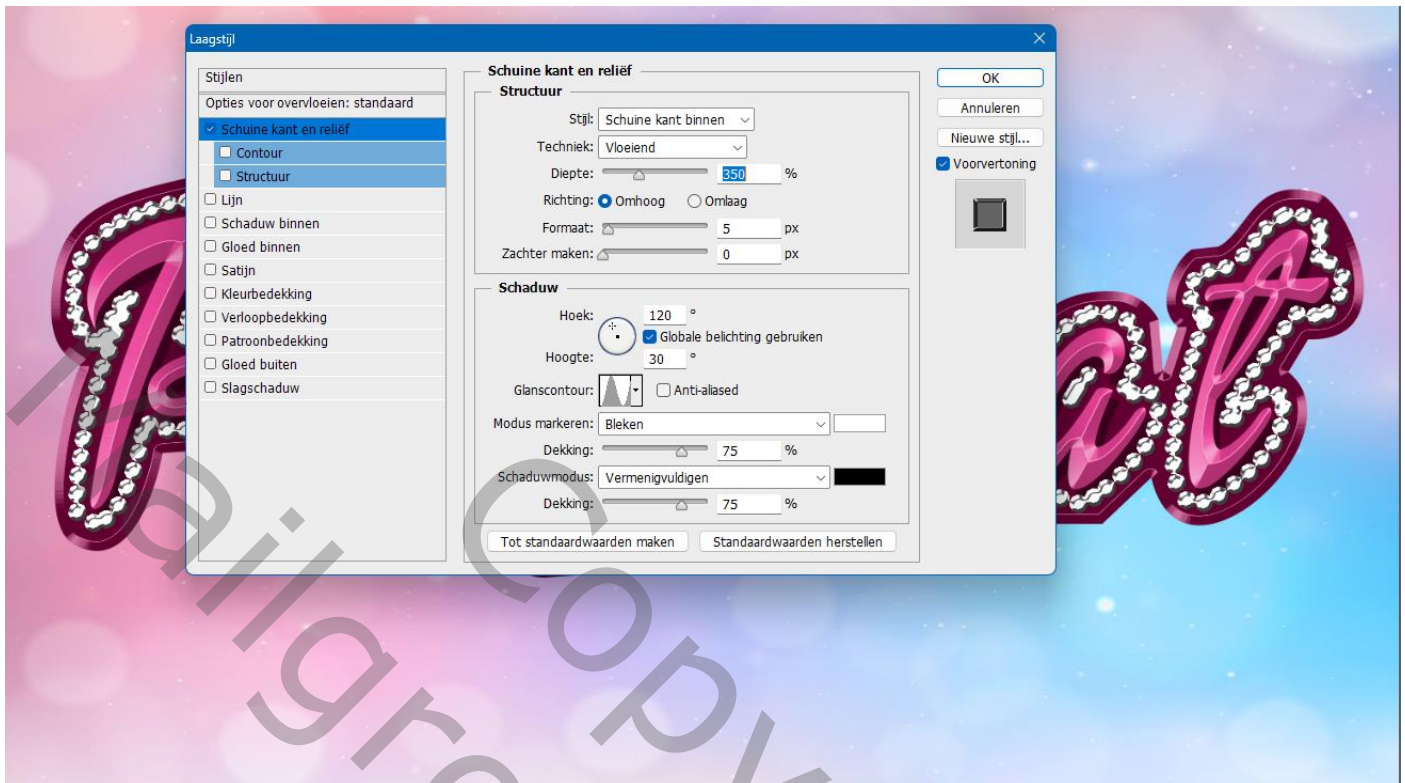 Laagstijl
Stijlen
Opties voor overvloeien: standaard
Schuine kant en reliëf
Contour
Structuur
Lijn
Schaduw binnen
Gloed binnen
Satijn
Kleurbedekking
Verloopbedekking
Patroonbedekking
Gloed buiten
Slagschaduw
Schuine kant en reliëf
Structuur
Stijl: Schuine kant binnen
Techniek: Vloeiend
Diepte: 350 %
Richting: Omhoog Omlaag
Formaat: 5 px
Zachter maken: 0 px
Schaduw
Hoek: 120 °
Globale belichting gebruiken
Hoogte: 30 °
Glanscontour: Anti-aliased
Modus markeren: Bleken
Dekking: 75 %
Schaduwmodus: Vermenigvuldigen
Dekking: 75 %
Tot standaardwaarden maken Standaardwaarden herstellen
OK
Annuleren
Nieuwe stijl...
Voorvertoning